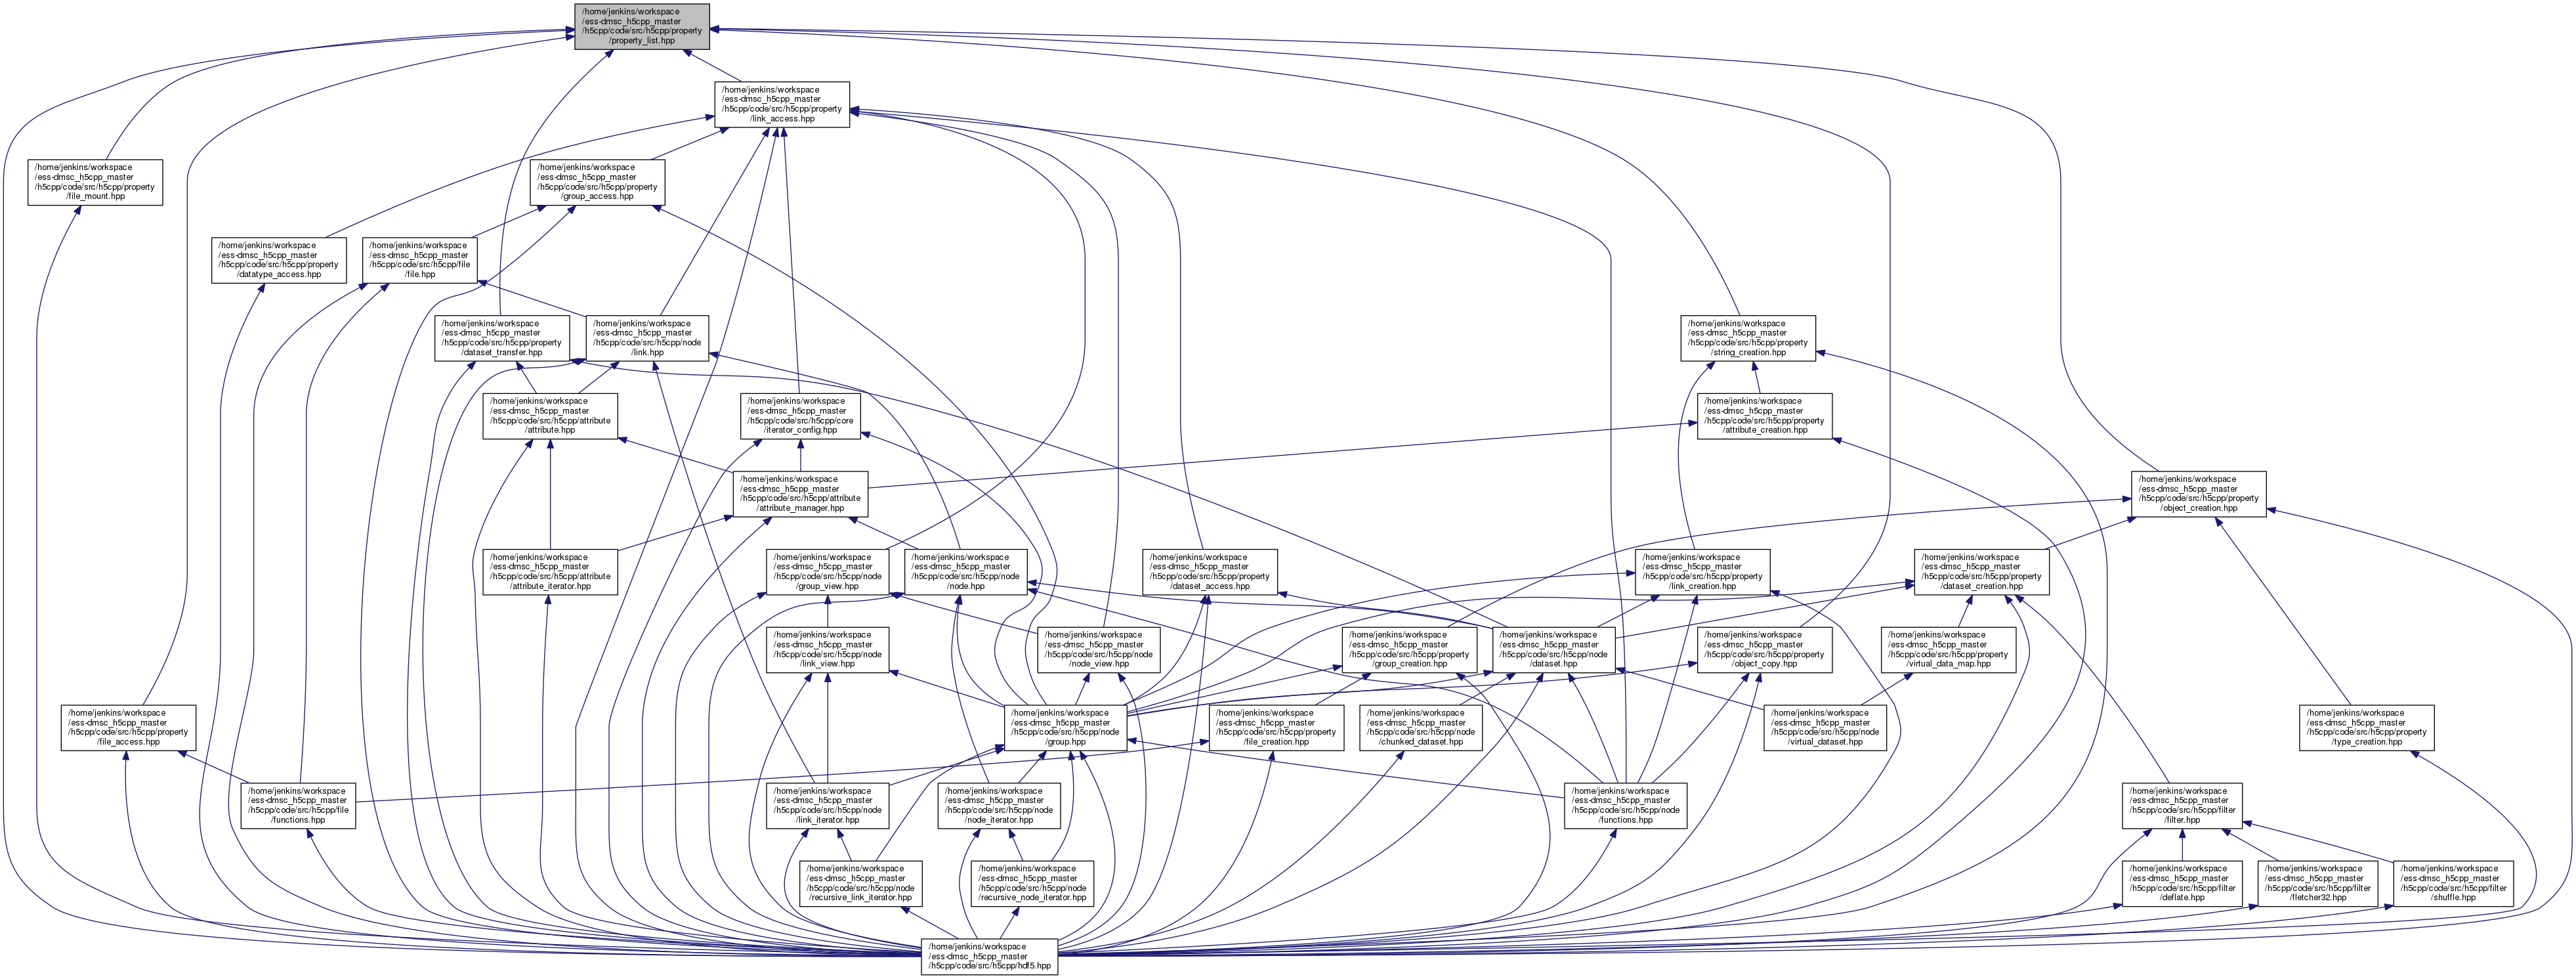 /home/jenkins/workspace
/ess-dmsc_h5cpp_master
/h5cpp/code/src/h5cpp/property
/property_list.hpp
/home/jenkins/workspace
/ess-dmsc_h5cpp_master
/h5cpp/code/src/h5cpp/property
/link_access.hpp
/home/jenkins/workspace
/ess-dmsc_h5cpp_master
/h5cpp/code/src/h5cpp/property
/file_mount.hpp
/home/jenkins/workspace
/ess-dmsc_h5cpp_master
/h5cpp/code/src/h5cpp/property
/group_access.hpp
/home/jenkins/workspace
/ess-dmsc_h5cpp_master
/h5cpp/code/src/h5cpp/property
/datatype_access.hpp
/home/jenkins/workspace
/ess-dmsc_h5cpp_master
/h5cpp/code/src/h5cpp/file
/file.hpp
/home/jenkins/workspace
/ess-dmsc_h5cpp_master
/h5cpp/code/src/h5cpp/property
/dataset_transfer.hpp
/home/jenkins/workspace
/ess-dmsc_h5cpp_master
/h5cpp/code/src/h5cpp/node
/link.hpp
/home/jenkins/workspace
/ess-dmsc_h5cpp_master
/h5cpp/code/src/h5cpp/property
/string_creation.hpp
/home/jenkins/workspace
/ess-dmsc_h5cpp_master
/h5cpp/code/src/h5cpp/attribute
/attribute.hpp
/home/jenkins/workspace
/ess-dmsc_h5cpp_master
/h5cpp/code/src/h5cpp/core
/iterator_config.hpp
/home/jenkins/workspace
/ess-dmsc_h5cpp_master
/h5cpp/code/src/h5cpp/property
/attribute_creation.hpp
/home/jenkins/workspace
/ess-dmsc_h5cpp_master
/h5cpp/code/src/h5cpp/attribute
/attribute_manager.hpp
/home/jenkins/workspace
/ess-dmsc_h5cpp_master
/h5cpp/code/src/h5cpp/property
/object_creation.hpp
/home/jenkins/workspace
/ess-dmsc_h5cpp_master
/h5cpp/code/src/h5cpp/attribute
/attribute_iterator.hpp
/home/jenkins/workspace
/ess-dmsc_h5cpp_master
/h5cpp/code/src/h5cpp/node
/group_view.hpp
/home/jenkins/workspace
/ess-dmsc_h5cpp_master
/h5cpp/code/src/h5cpp/node
/node.hpp
/home/jenkins/workspace
/ess-dmsc_h5cpp_master
/h5cpp/code/src/h5cpp/property
/dataset_access.hpp
/home/jenkins/workspace
/ess-dmsc_h5cpp_master
/h5cpp/code/src/h5cpp/property
/link_creation.hpp
/home/jenkins/workspace
/ess-dmsc_h5cpp_master
/h5cpp/code/src/h5cpp/property
/dataset_creation.hpp
/home/jenkins/workspace
/ess-dmsc_h5cpp_master
/h5cpp/code/src/h5cpp/node
/link_view.hpp
/home/jenkins/workspace
/ess-dmsc_h5cpp_master
/h5cpp/code/src/h5cpp/node
/node_view.hpp
/home/jenkins/workspace
/ess-dmsc_h5cpp_master
/h5cpp/code/src/h5cpp/property
/group_creation.hpp
/home/jenkins/workspace
/ess-dmsc_h5cpp_master
/h5cpp/code/src/h5cpp/node
/dataset.hpp
/home/jenkins/workspace
/ess-dmsc_h5cpp_master
/h5cpp/code/src/h5cpp/property
/object_copy.hpp
/home/jenkins/workspace
/ess-dmsc_h5cpp_master
/h5cpp/code/src/h5cpp/property
/virtual_data_map.hpp
/home/jenkins/workspace
/ess-dmsc_h5cpp_master
/h5cpp/code/src/h5cpp/property
/file_access.hpp
/home/jenkins/workspace
/ess-dmsc_h5cpp_master
/h5cpp/code/src/h5cpp/node
/group.hpp
/home/jenkins/workspace
/ess-dmsc_h5cpp_master
/h5cpp/code/src/h5cpp/property
/file_creation.hpp
/home/jenkins/workspace
/ess-dmsc_h5cpp_master
/h5cpp/code/src/h5cpp/node
/chunked_dataset.hpp
/home/jenkins/workspace
/ess-dmsc_h5cpp_master
/h5cpp/code/src/h5cpp/node
/virtual_dataset.hpp
/home/jenkins/workspace
/ess-dmsc_h5cpp_master
/h5cpp/code/src/h5cpp/property
/type_creation.hpp
/home/jenkins/workspace
/ess-dmsc_h5cpp_master
/h5cpp/code/src/h5cpp/file
/functions.hpp
/home/jenkins/workspace
/ess-dmsc_h5cpp_master
/h5cpp/code/src/h5cpp/node
/link_iterator.hpp
/home/jenkins/workspace
/ess-dmsc_h5cpp_master
/h5cpp/code/src/h5cpp/node
/node_iterator.hpp
/home/jenkins/workspace
/ess-dmsc_h5cpp_master
/h5cpp/code/src/h5cpp/node
/functions.hpp
/home/jenkins/workspace
/ess-dmsc_h5cpp_master
/h5cpp/code/src/h5cpp/filter
/filter.hpp
/home/jenkins/workspace
/ess-dmsc_h5cpp_master
/h5cpp/code/src/h5cpp/node
/recursive_link_iterator.hpp
/home/jenkins/workspace
/ess-dmsc_h5cpp_master
/h5cpp/code/src/h5cpp/node
/recursive_node_iterator.hpp
/home/jenkins/workspace
/ess-dmsc_h5cpp_master
/h5cpp/code/src/h5cpp/filter
/deflate.hpp
/home/jenkins/workspace
/ess-dmsc_h5cpp_master
/h5cpp/code/src/h5cpp/filter
/fletcher32.hpp
/home/jenkins/workspace
/ess-dmsc_h5cpp_master
/h5cpp/code/src/h5cpp/filter
/shuffle.hpp
/home/jenkins/workspace
/ess-dmsc_h5cpp_master
/h5cpp/code/src/h5cpp/hdf5.hpp